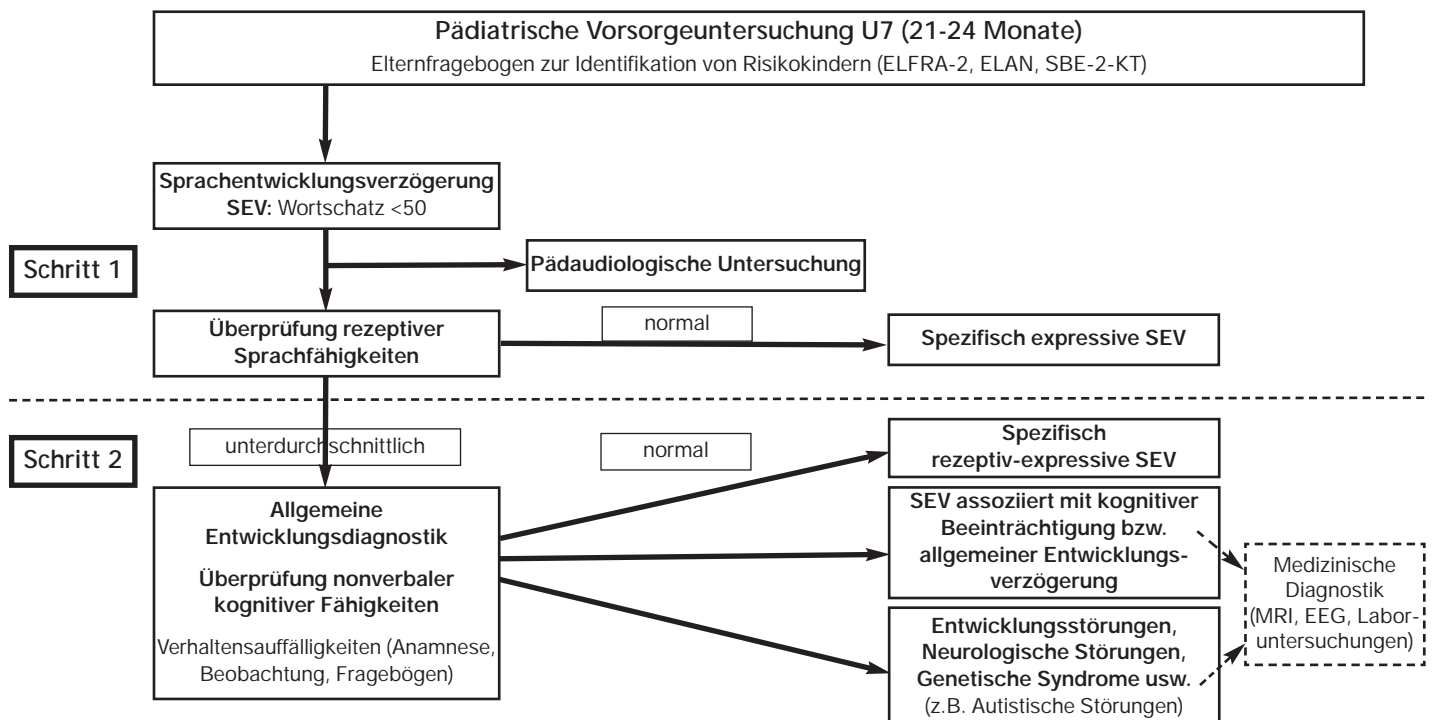 Pädiatrische Vorsorgeuntersuchung U7 (21-24 Monate)
Elternfragebogen zur Identifikation von Risikokindern (ELFRA-2, ELAN, SBE-2-KT)
Sprachentwicklungsverzögerung
SEV: Wortschatz <50
Schritt 1
Pädaudiologische Untersuchung
Überprüfung rezeptiver
Sprachfähigkeiten
normal
Spezifisch expressive SEV
Schritt 2
unterdurchschnittlich
normal
Spezifisch
rezeptiv-expressive SEV
Allgemeine
Entwicklungsdiagnostik
Überprüfung nonverbaler
kognitiver Fähigkeiten
Verhaltensauffälligkeiten (Anamnese,
Beobachtung, Fragebögen)
SEV assoziiert mit kognitiver
Beeinträchtigung bzw.
allgemeiner Entwicklungs-
verzögerung
Entwicklungsstörungen,
Neurologische Störungen,
Genetische Syndrome usw.
(z.B. Autistische Störungen)
Medizinische
Diagnostik
(MRI, EEG, Labor-
untersuchungen)